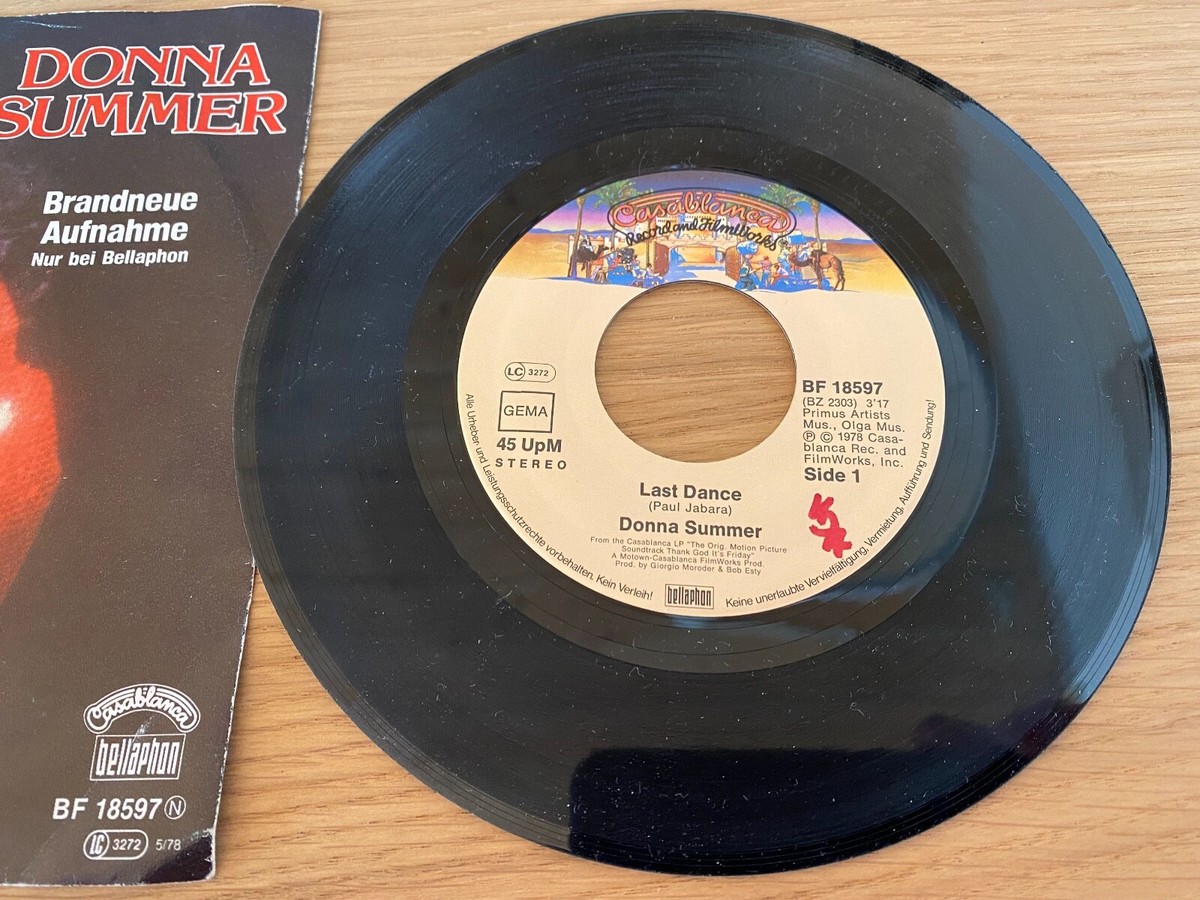 DONNA
SUMMER
Brandneue
Aufnahme
Nur bei Bellaphon
Casablanca
bellaphon
BF 18597 N
LC 3272 5/78
Casablanca
Record and FilmWorks
LC 3272
GEMA
45 UpM
STEREO
BF 18597
(BZ 2303) 3'17
Primus Artists
Mus., Olga Mus.
Ⓟ © 1978 Casa-
blanca Rec. and
FilmWorks, Inc.
Side 1
Last Dance
(Paul Jabara)
Donna Summer
From the Casablanca LP "The Orig. Motion Picture
Soundtrack Thank God It's Friday"
A Motown-Casablanca FilmWorks Prod.
Prod. by Giorgio Moroder & Bob Esty
bellaphon
Alle Urheber und Leistungsschutzrechte vorbehalten. Kein Verleih!
Keine unerlaubte Vervielfältigung, Vermietung, Aufführung und Sendung!